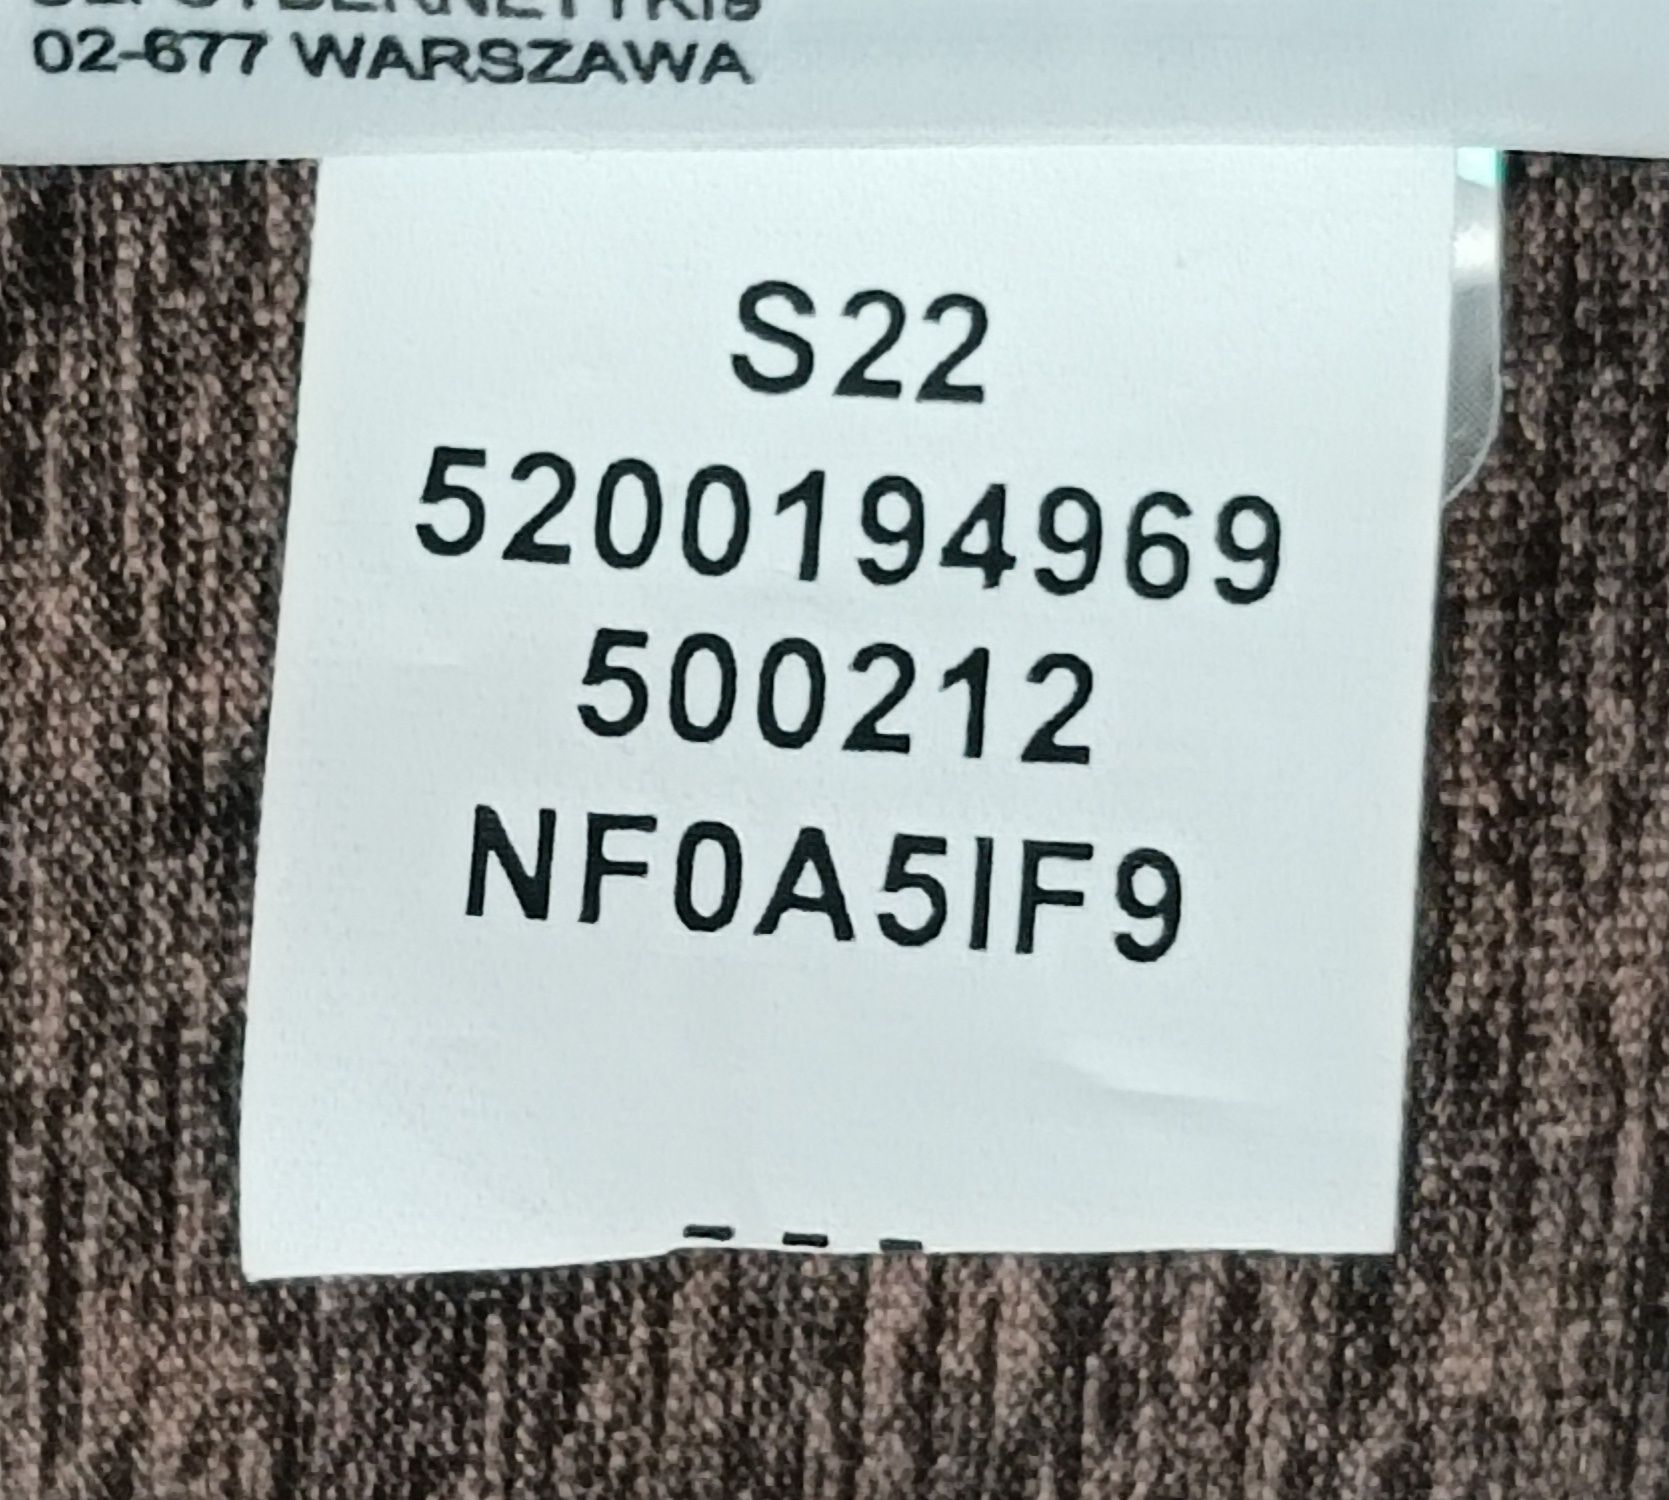 02-677 WARSZAWA
S22
5200194969
500212
NF0A5IF9
- - -